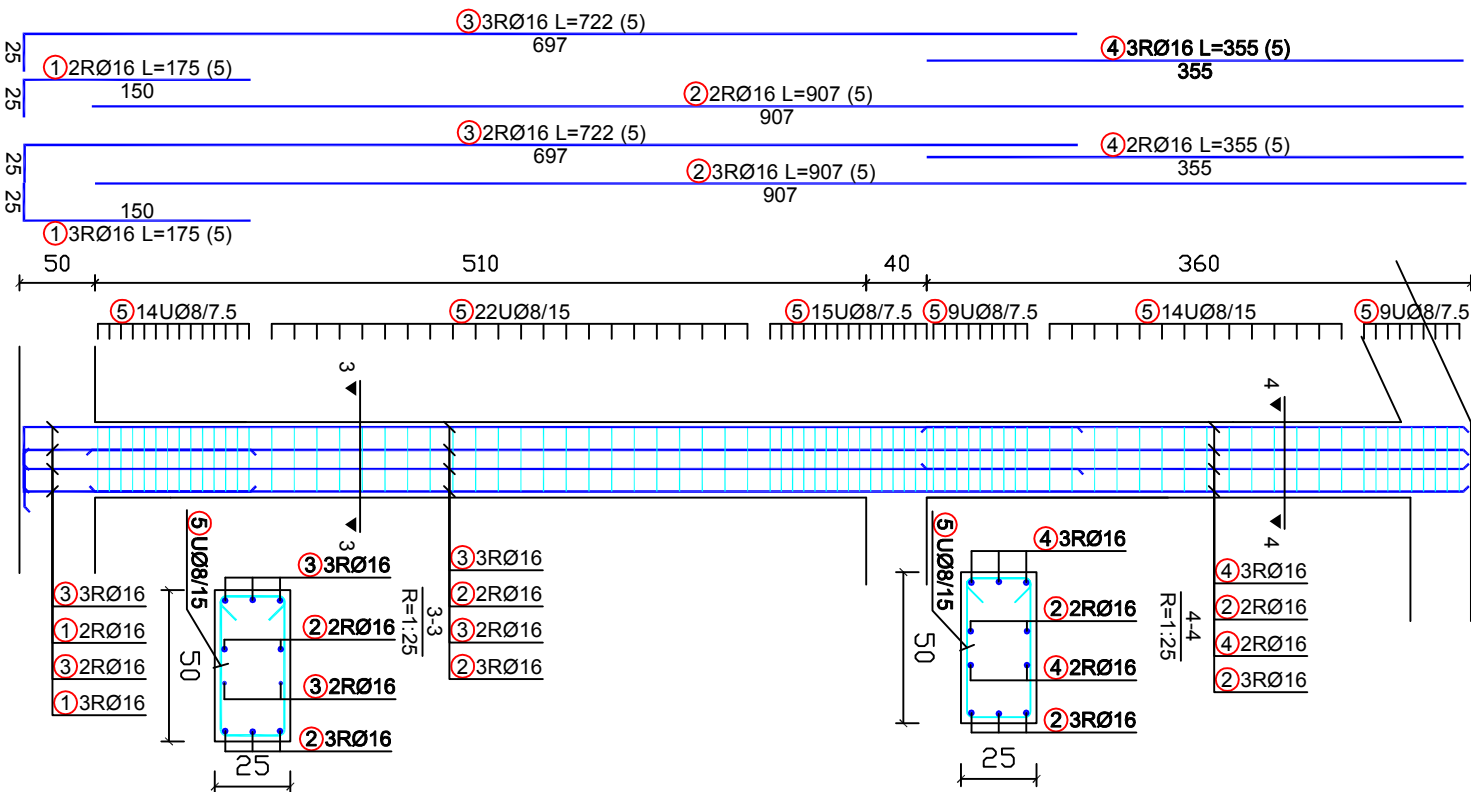 ③3RØ16 L=722 (5)
697
25
④3RØ16 L=355 (5)
355
①2RØ16 L=175 (5)
150
25
②2RØ16 L=907 (5)
907
③2RØ16 L=722 (5)
697
25
④2RØ16 L=355 (5)
355
②3RØ16 L=907 (5)
907
25
150
①3RØ16 L=175 (5)
50
510
40
360
⑤14UØ8/7.5
⑤22UØ8/15
⑤15UØ8/7.5
⑤9UØ8/7.5
⑤14UØ8/15
⑤9UØ8/7.5
3
4
3
4
③3RØ16
①2RØ16
③2RØ16
①3RØ16
⑤UØ8/15
③3RØ16
②2RØ16
③2RØ16
②3RØ16
50
25
3-3
R=1:25
③3RØ16
②2RØ16
③2RØ16
②3RØ16
⑤UØ8/15
④3RØ16
②2RØ16
④2RØ16
②3RØ16
50
25
4-4
R=1:25
④3RØ16
②2RØ16
④2RØ16
②3RØ16